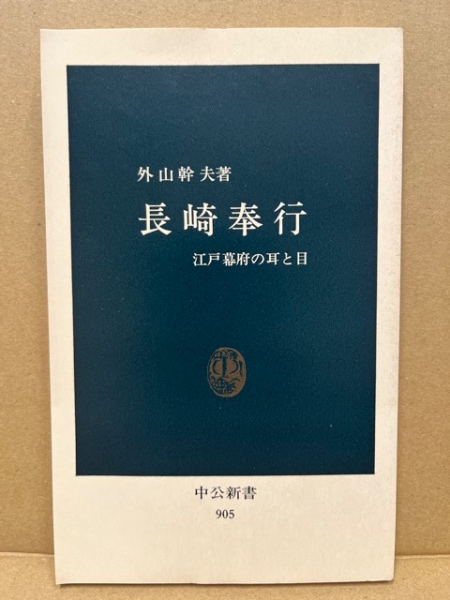 外山幹夫著
長崎奉行
江戸幕府の耳と目
中公新書
905